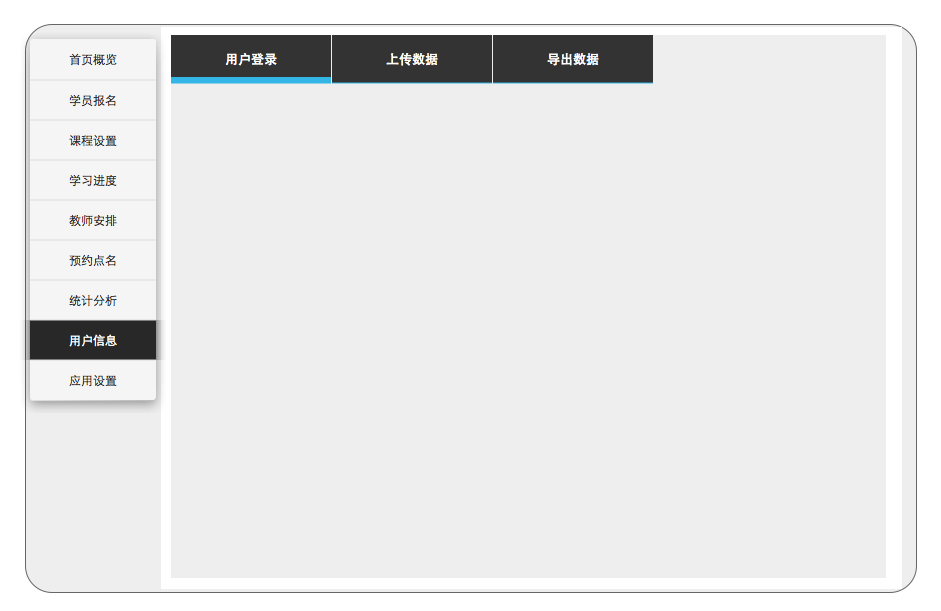 首页概览
学员报名
课程设置
学习进度
教师安排
预约点名
统计分析
用户信息
应用设置
用户登录
上传数据
导出数据